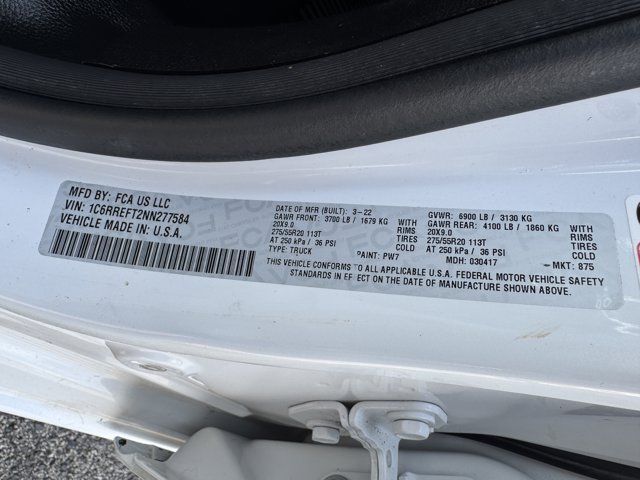 MFD BY: FCA US LLC
VIN: 1C6RREFT2NN277584
VEHICLE MADE IN: U.S.A.
DATE OF MFR (BUILT): 3-22
GAWR FRONT: 3700 LB / 1679 KG WITH
20X9.0 RIMS
275/55R20 113T TIRES
AT 250 kPa / 36 PSI COLD
TYPE: TRUCK PAINT: PW7
GVWR: 6900 LB / 3130 KG
GAWR REAR: 4100 LB / 1860 KG WITH
20X9.0 RIMS
275/55R20 113T TIRES
AT 250 kPa / 36 PSI COLD
MDH: 030417 MKT: 875
THIS VEHICLE CONFORMS TO ALL APPLICABLE U.S.A. FEDERAL MOTOR VEHICLE SAFETY
STANDARDS IN EFFECT ON THE DATE OF MANUFACTURE SHOWN ABOVE.